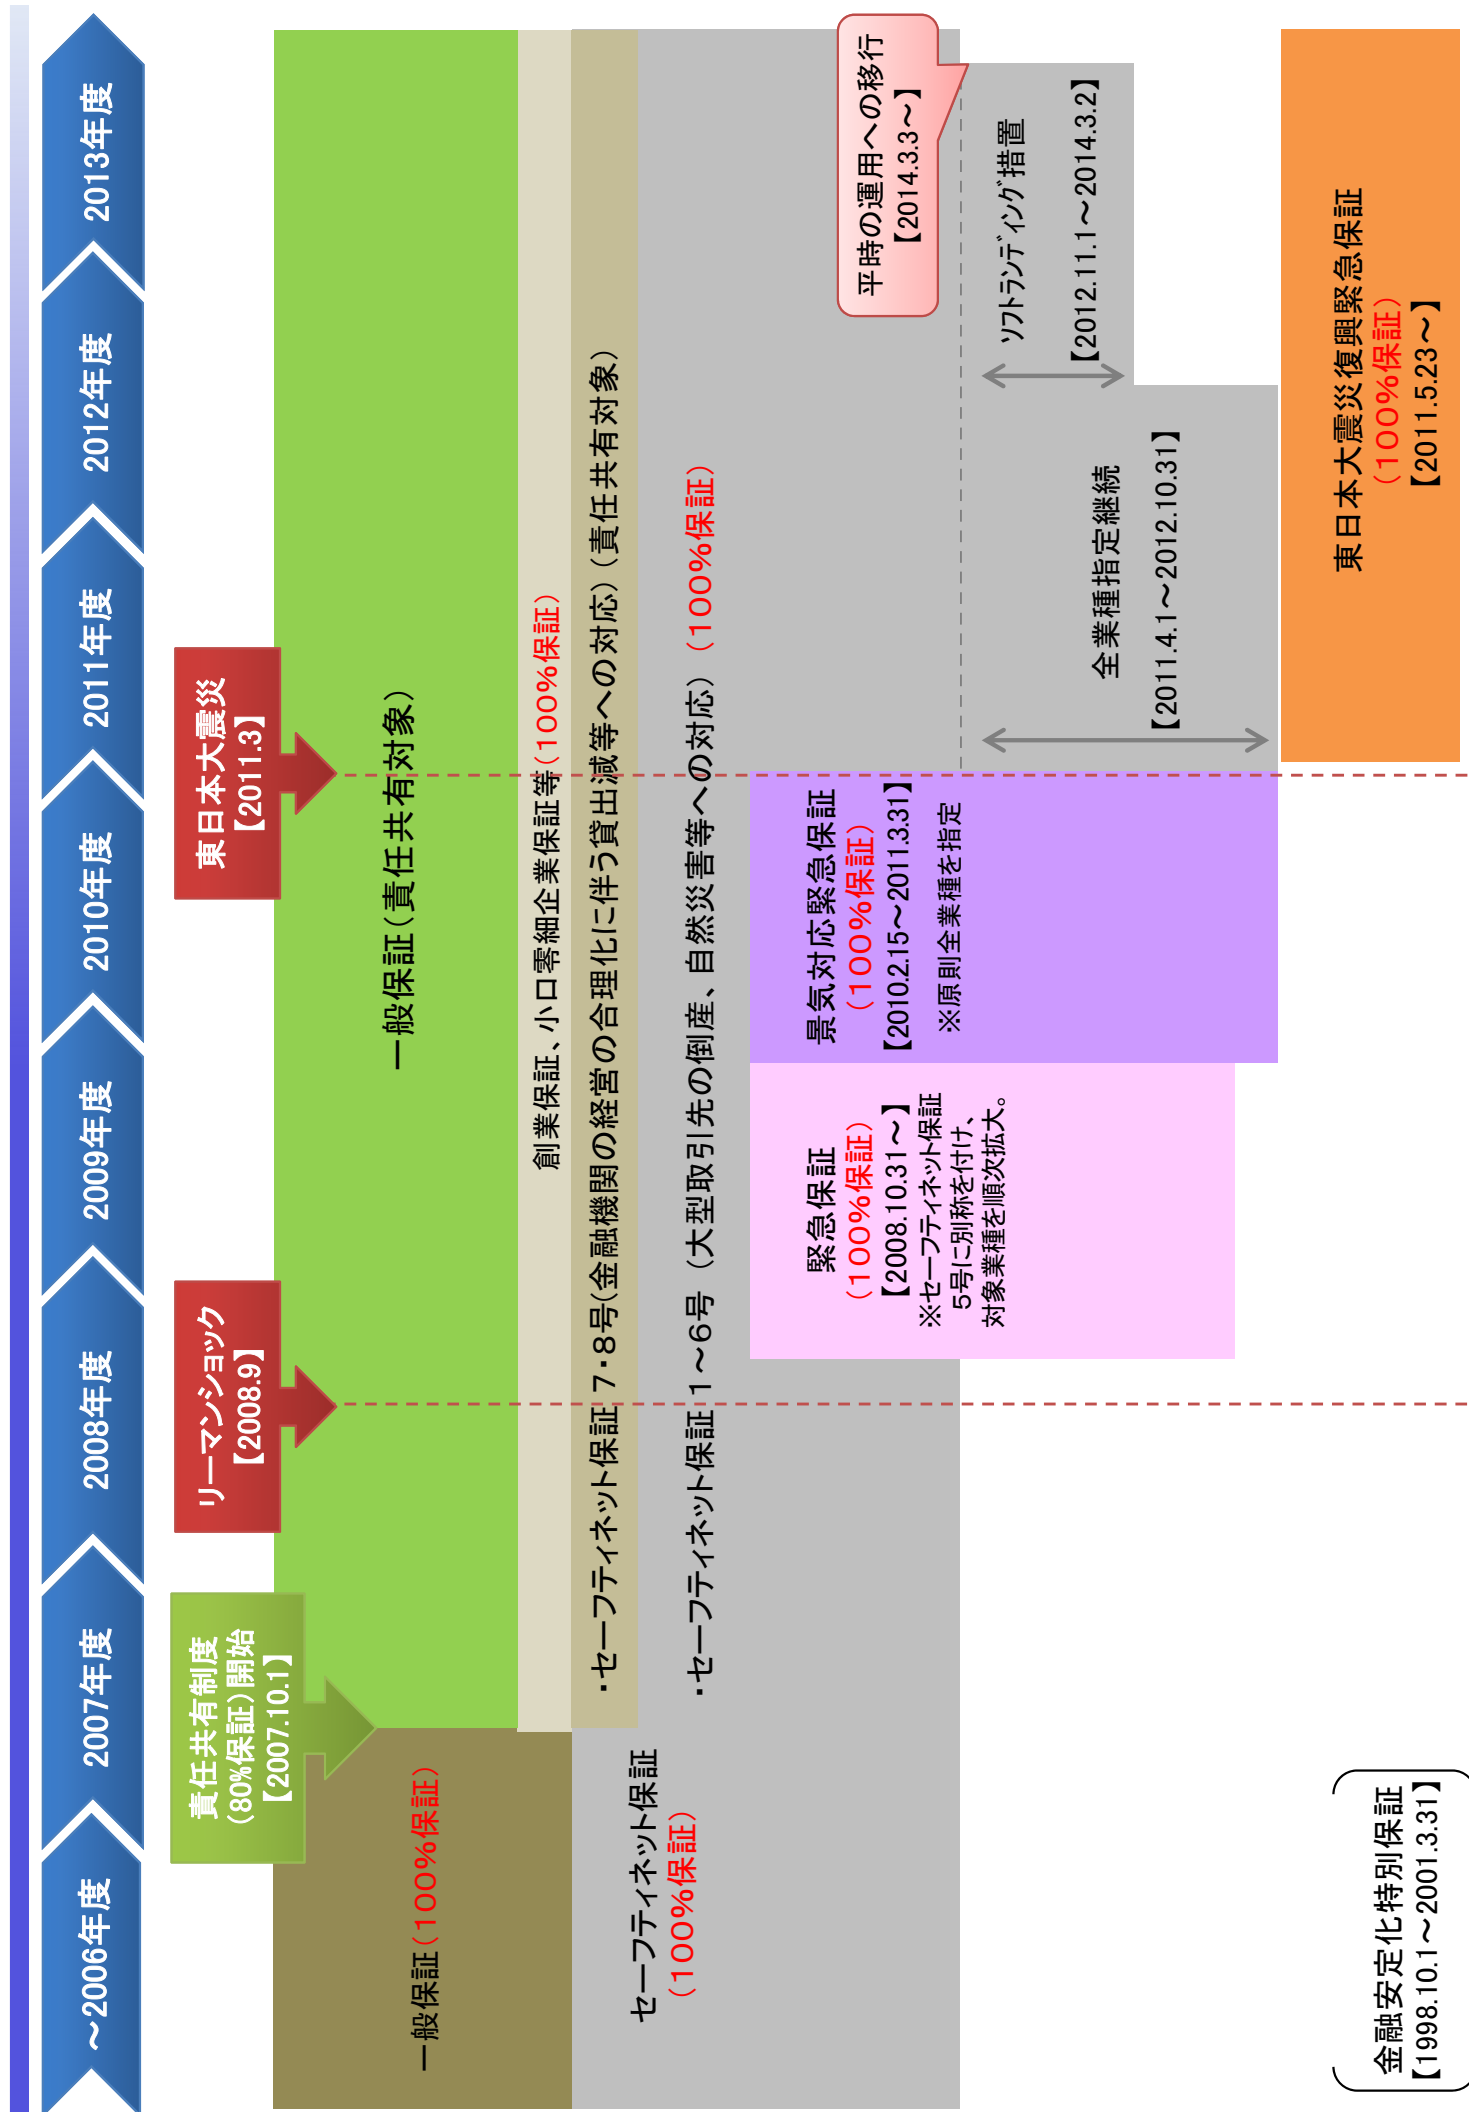 ～2006年度
2007年度
2008年度
2009年度
2010年度
2011年度
2012年度
2013年度
責任共有制度
（80%保証）開始
【2007.10.1】
リーマンショック
【2008.9】
東日本大震災
【2011.3】
一般保証（100%保証）
一般保証（責任共有対象）
創業保証、小口零細企業保証等（100%保証）
・セーフティネット保証 7・8号（金融機関の経営の合理化に伴う貸出減等への対応）（責任共有対象）
セーフティネット保証
（100%保証）
・セーフティネット保証 1～6号 （大型取引先の倒産、自然災害等への対応） （100%保証）
緊急保証
（100%保証）
【2008.10.31～】
※セーフティネット保証
5号に別称を付け、
対象業種を順次拡大。
景気対応緊急保証
（100%保証）
【2010.2.15～2011.3.31】
※原則全業種を指定
平時の運用への移行
【2014.3.3～】
ソフトランディング措置
【2012.11.1～2014.3.2】
全業種指定継続
【2011.4.1～2012.10.31】
金融安定化特別保証
【1998.10.1～2001.3.31】
東日本大震災復興緊急保証
（100%保証）
【2011.5.23～】